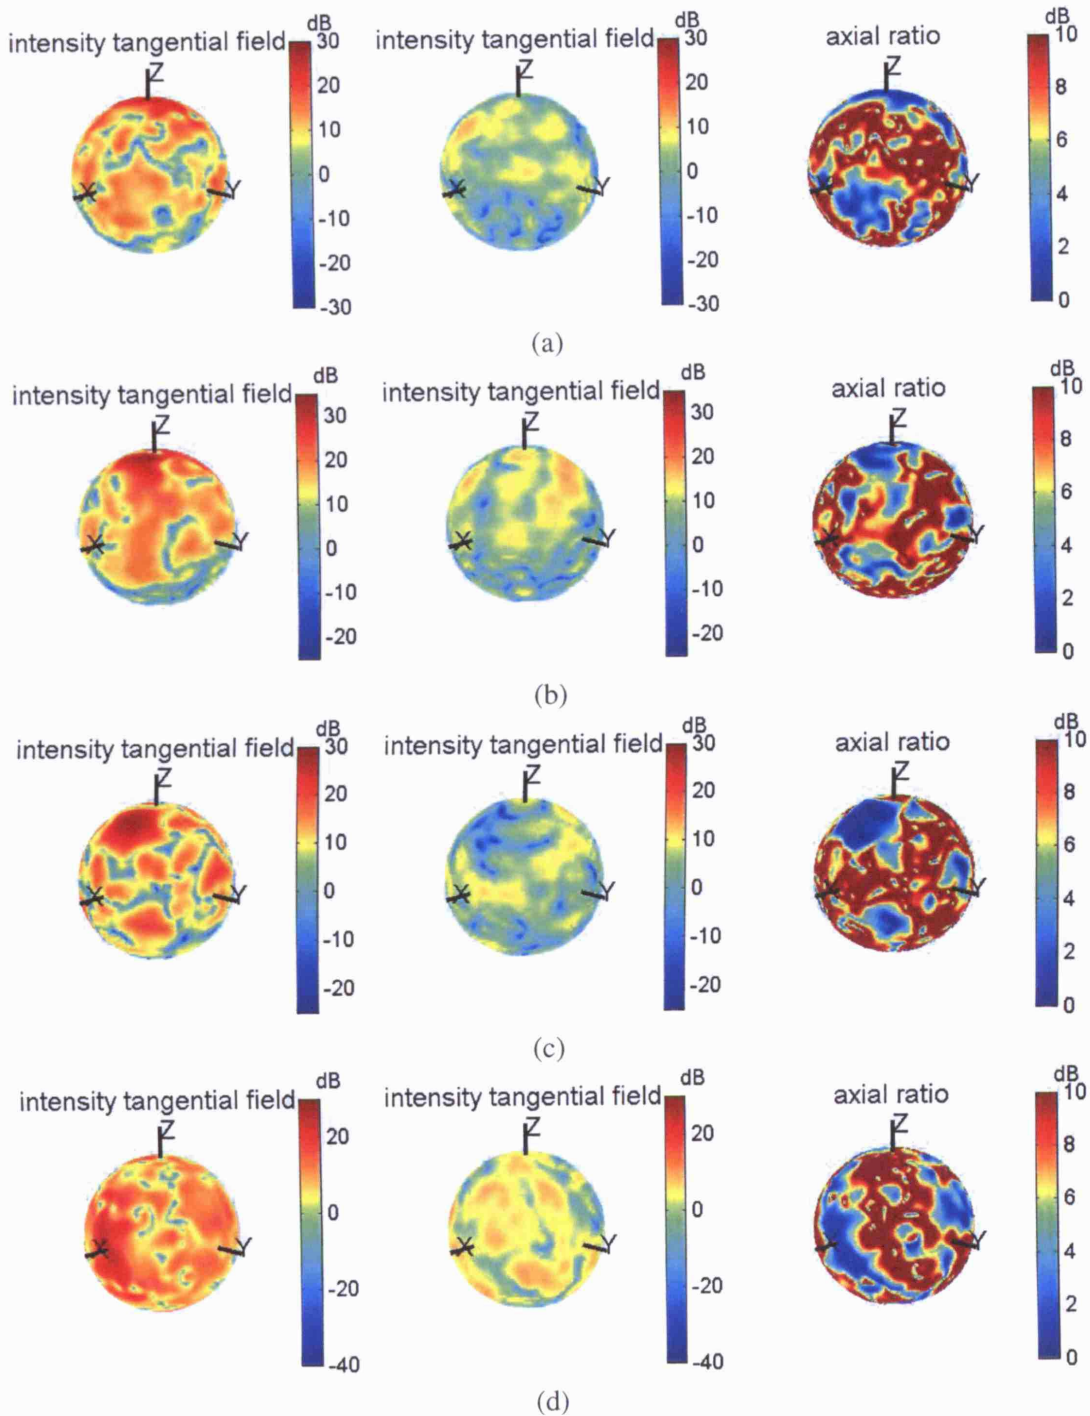 intensity tangential field dB
30
20
10
0
-10
-20
-30
Z
X
Y
intensity tangential field dB
30
20
10
0
-10
-20
-30
Z
X
Y
axial ratio dB
10
8
6
4
2
0
Z
X
Y
(a)
intensity tangential field dB
30
20
10
0
-10
-20
Z
X
Y
intensity tangential field dB
30
20
10
0
-10
-20
Z
X
Y
axial ratio dB
10
8
6
4
2
0
Z
X
Y
(b)
intensity tangential field dB
30
20
10
0
-10
-20
Z
X
Y
intensity tangential field dB
30
20
10
0
-10
-20
Z
X
Y
axial ratio dB
10
8
6
4
2
0
Z
X
Y
(c)
intensity tangential field dB
20
0
-20
-40
Z
X
Y
intensity tangential field dB
20
0
-20
-40
Z
X
Y
axial ratio dB
10
8
6
4
2
0
Z
Y
(d)